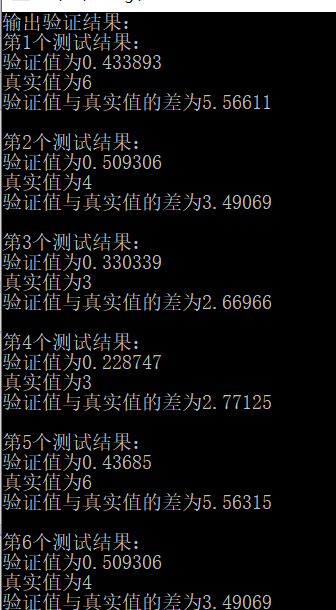 输出验证结果:
第1个测试结果:
验证值为0.433893
真实值为6
验证值与真实值的差为5.56611
第2个测试结果:
验证值为0.509306
真实值为4
验证值与真实值的差为3.49069
第3个测试结果:
验证值为0.330339
真实值为3
验证值与真实值的差为2.66966
第4个测试结果:
验证值为0.228747
真实值为3
验证值与真实值的差为2.77125
第5个测试结果:
验证值为0.43685
真实值为6
验证值与真实值的差为5.56315
第6个测试结果:
验证值为0.509306
真实值为4
验证值与真实值的差为3.49069